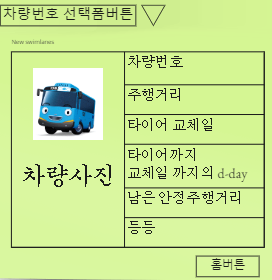 차량번호 선택폼버튼
New swimlanes
차량번호
주행거리
타이어 교체일
타이어까지
교체일 까지의 d-day
차량사진
남은 안정주행거리
등등
홈버튼